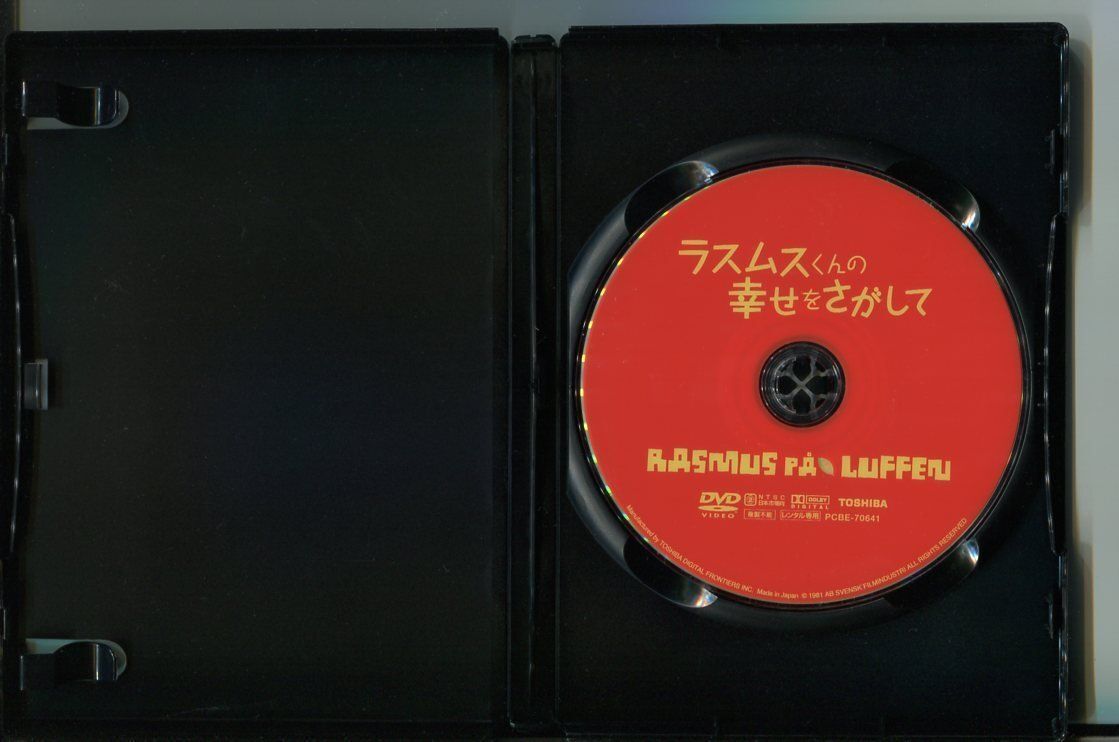 ラスムスくんの
幸せをさがして
RASMUS PÅ LUFFEN
DVD VIDEO 2 NTSC 日本市場向 DOLBY DIGITAL TOSHIBA
複製不能 レンタル専用 PCBE-70641
Manufactured by TOSHIBA DIGITAL FRONTIERS INC. Made in Japan © 1981 AB SVENSK FILMINDUSTRI ALL RIGHTS RESERVED